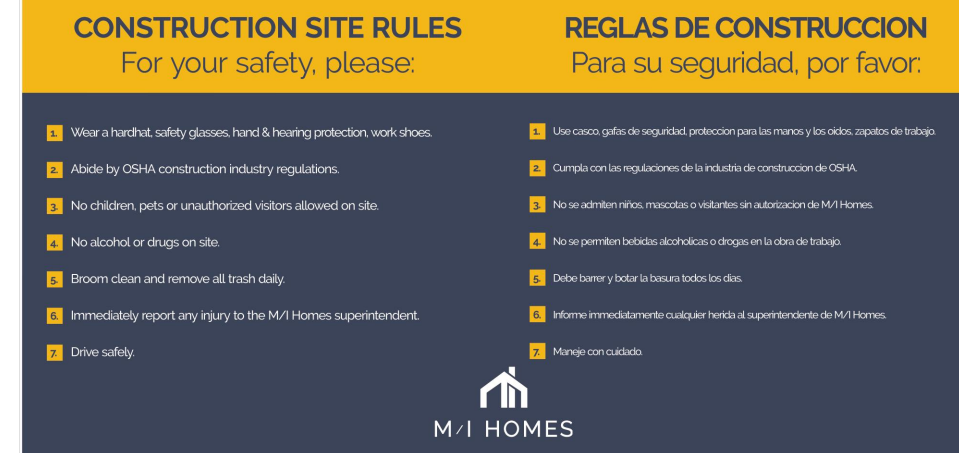 CONSTRUCTION SITE RULES
For your safety, please:
1. Wear a hardhat, safety glasses, hand & hearing protection, work shoes.
2. Abide by OSHA construction industry regulations.
3. No children, pets or unauthorized visitors allowed on site.
4. No alcohol or drugs on site.
5. Broom clean and remove all trash daily.
6. Immediately report any injury to the M/I Homes superintendent.
7. Drive safely.
REGLAS DE CONSTRUCCION
Para su seguridad, por favor:
1. Use casco, gafas de seguridad, proteccion para las manos y los oidos, zapatos de trabajo.
2. Cumpla con las regulaciones de la industria de construccion de OSHA.
3. No se admiten niños, mascotas o visitantes sin autorizacion de M/I Homes.
4. No se permiten bebidas alcoholicas o drogas en la obra de trabajo.
5. Debe barrer y botar la basura todos los dias.
6. Informe immediatamente cualquier herida al superintendente de M/I Homes.
7. Maneje con cuidado.
M/I HOMES